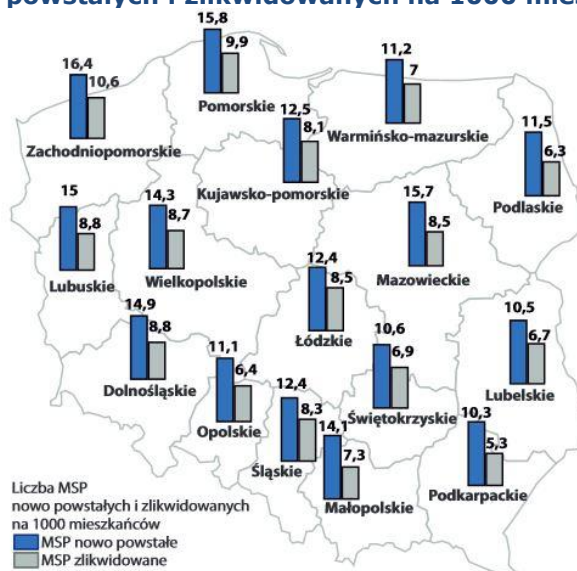 powstałych i zlikwidowanych na 1000
15,8
9,9
Pomorskie
16,4
10,6
Zachodniopomorskie
11,2
7
Warmińsko-mazurskie
12,5
8,1
Kujawsko-pomorskie
11,5
6,3
Podlaskie
15
8,8
Lubuskie
14,3
8,7
Wielkopolskie
15,7
8,5
Mazowieckie
12,4
8,5
Łódzkie
14,9
8,8
Dolnośląskie
11,1
6,4
Opolskie
10,6
6,9
Świętokrzyskie
10,5
6,7
Lubelskie
12,4
8,3
Śląskie
14,1
7,3
Małopolskie
10,3
5,3
Podkarpackie
Liczba MSP
nowo powstałych i zlikwidowanych
na 1000 mieszkańców
MSP nowo powstałe
MSP zlikwidowane